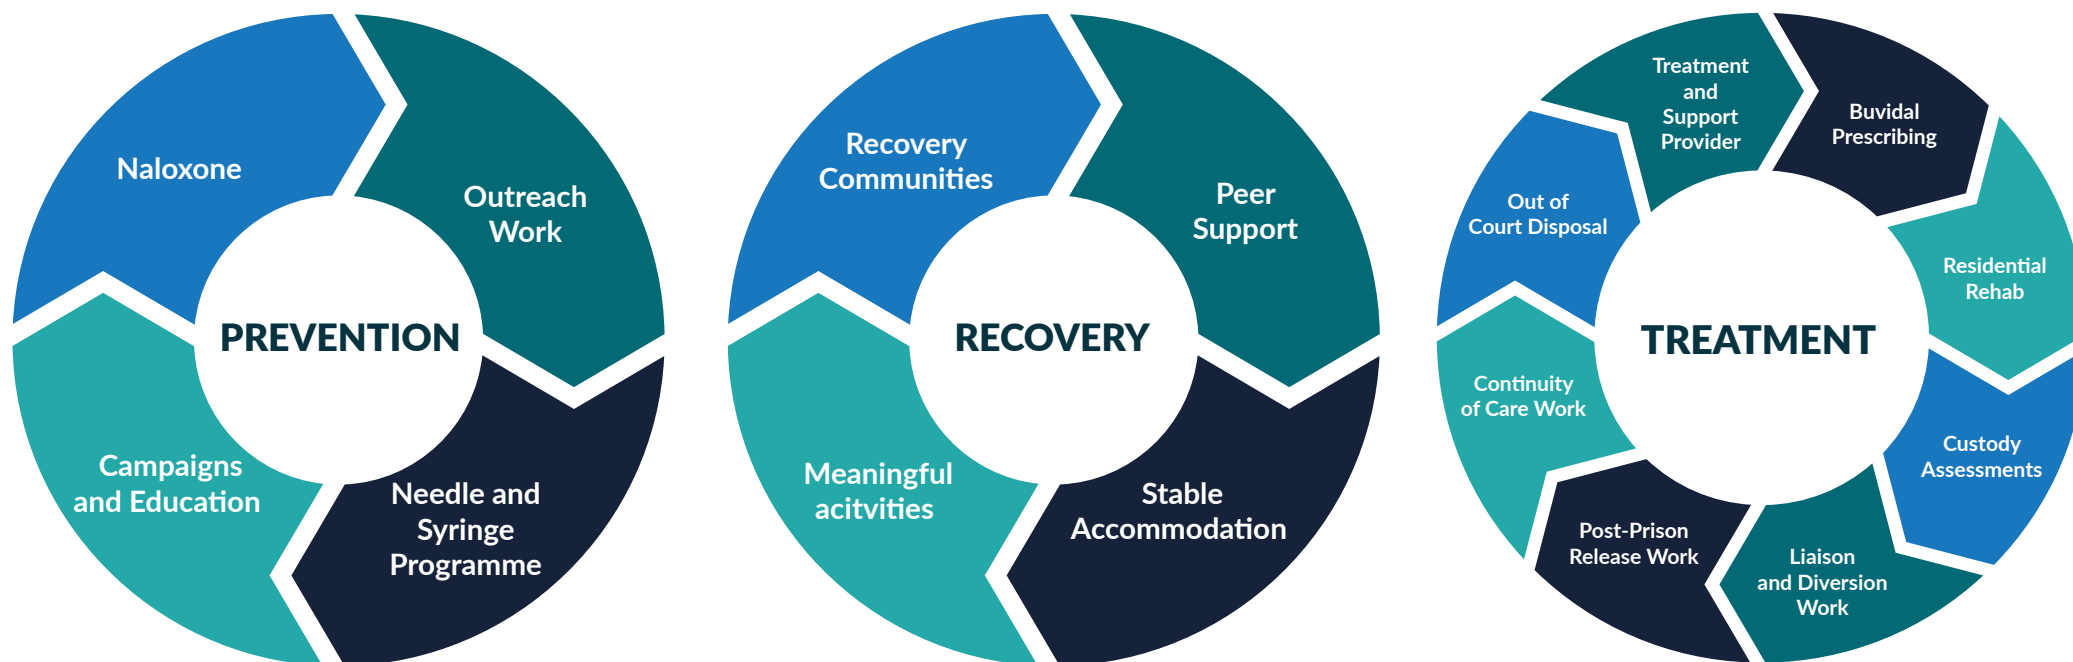 Naloxone
Outreach
Work
PREVENTION
Campaigns
and Education
Needle and
Syringe
Programme
Recovery
Communities
Peer
Support
RECOVERY
Meaningful
acitvities
Stable
Accommodation
Treatment
and
Support
Provider
Buvidal
Prescribing
Out of
Court Disposal
Residential
Rehab
TREATMENT
Continuity
of Care Work
Custody
Assessments
Post-Prison
Release Work
Liaison
and Diversion
Work